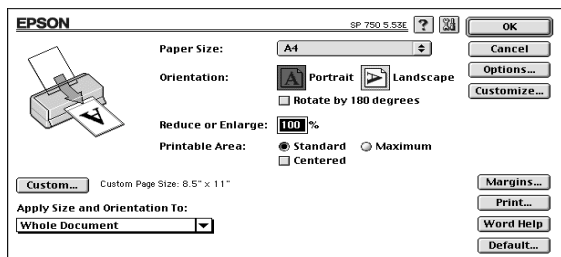 EPSON
SP 750 5.53E ?
OK
Paper Size: A4
Cancel
Orientation: A Portrait A Landscape
Options...
Rotate by 180 degrees
Customize...
Reduce or Enlarge: 100 %
Printable Area: Standard Maximum
Centered
Custom... Custom Page Size: 8.5" x 11"
Margins...
Apply Size and Orientation To:
Print...
Whole Document
Word Help
Default...
A